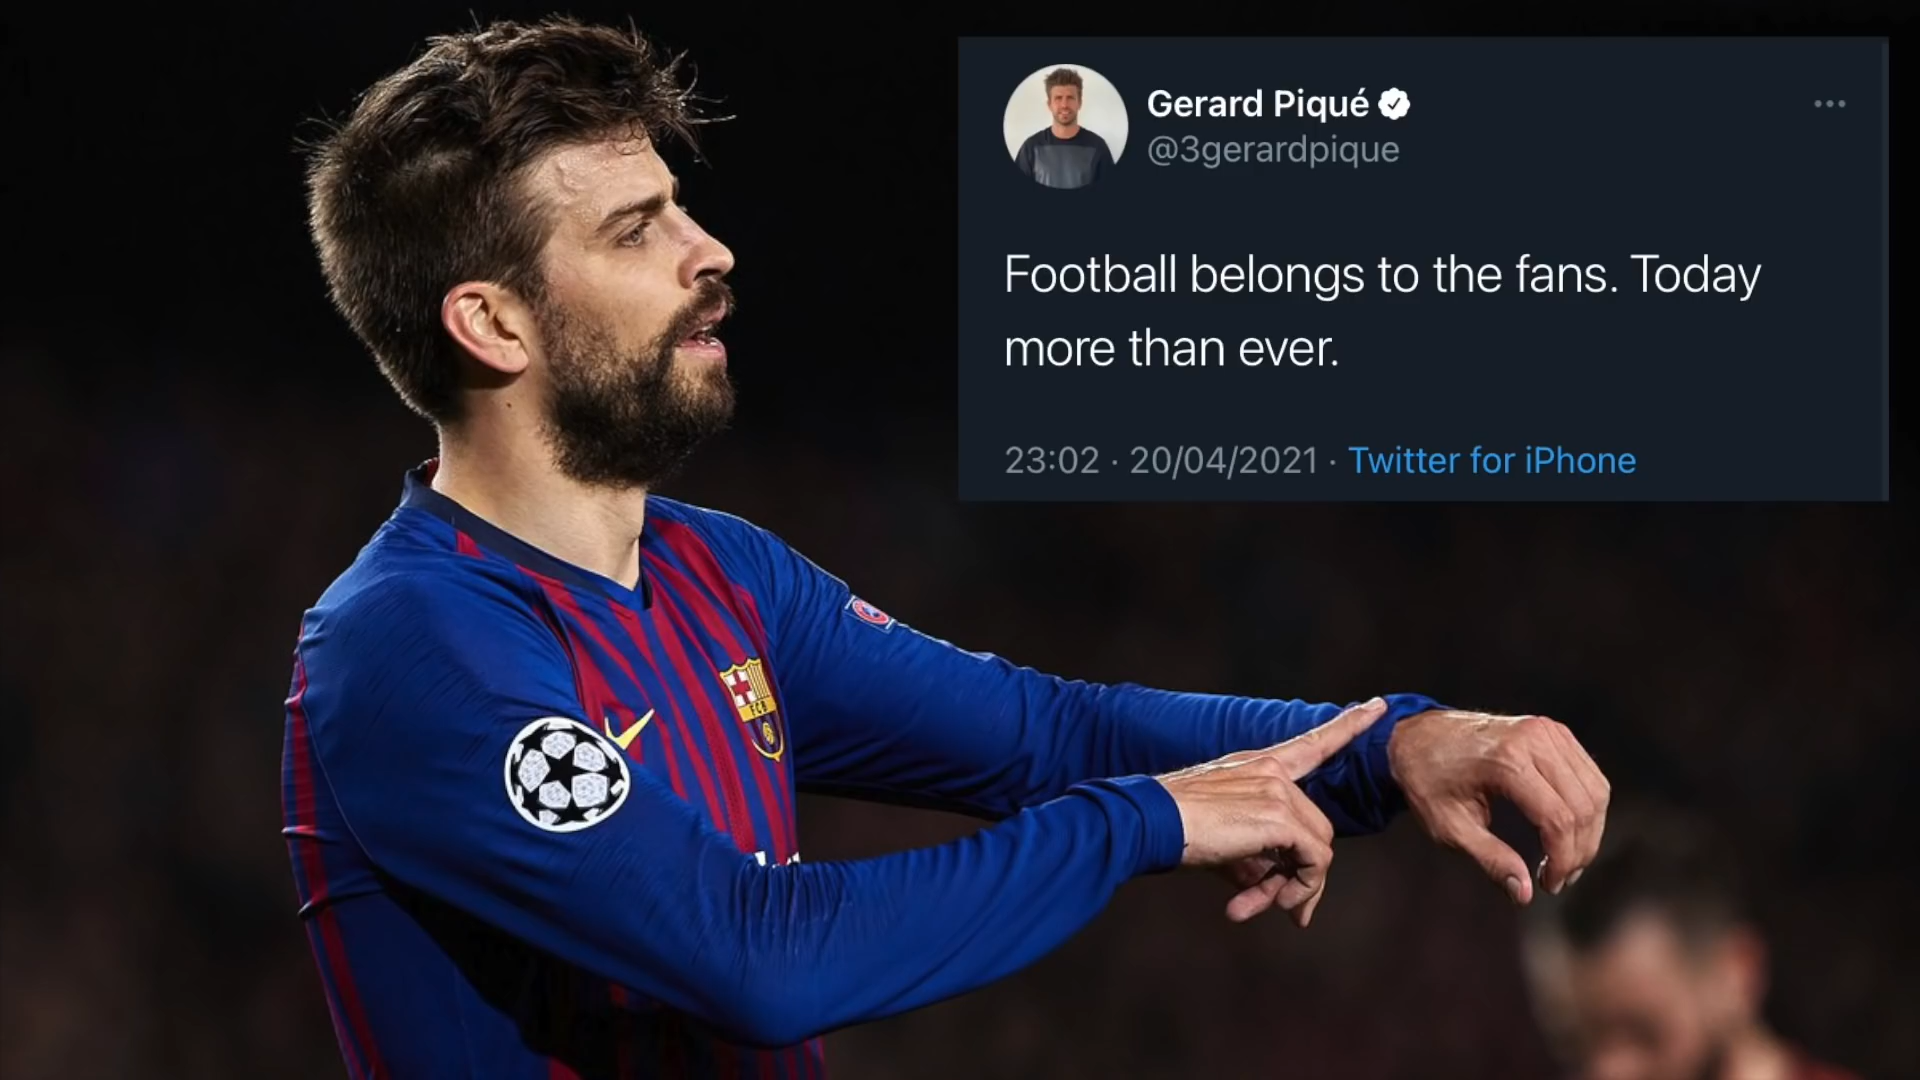 Gerard Piqué
@3gerardpique
Football belongs to the fans. Today
more than ever.
23:02 · 20/04/2021 · Twitter for iPhone
FCB